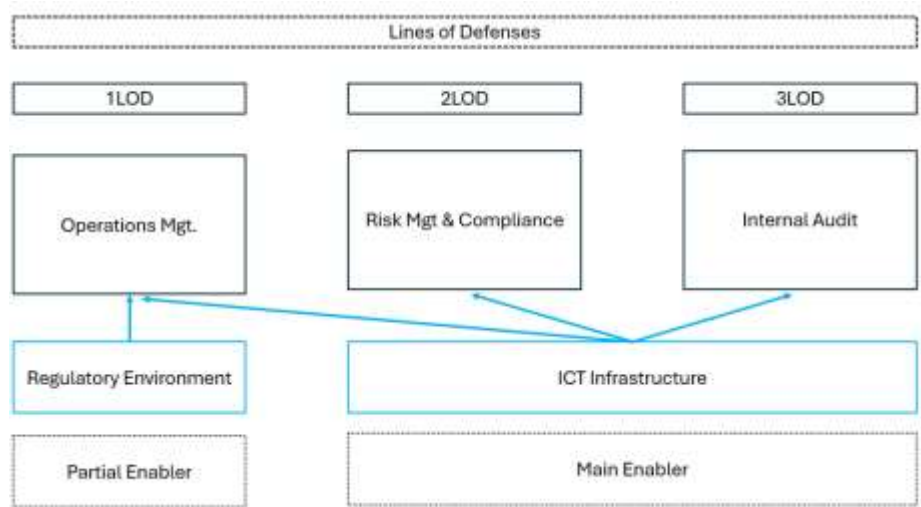 Lines of Defenses
1LOD
2LOD
3LOD
Operations Mgt.
Risk Mgt & Compliance
Internal Audit
Regulatory Environment
ICT Infrastructure
Partial Enabler
Main Enabler